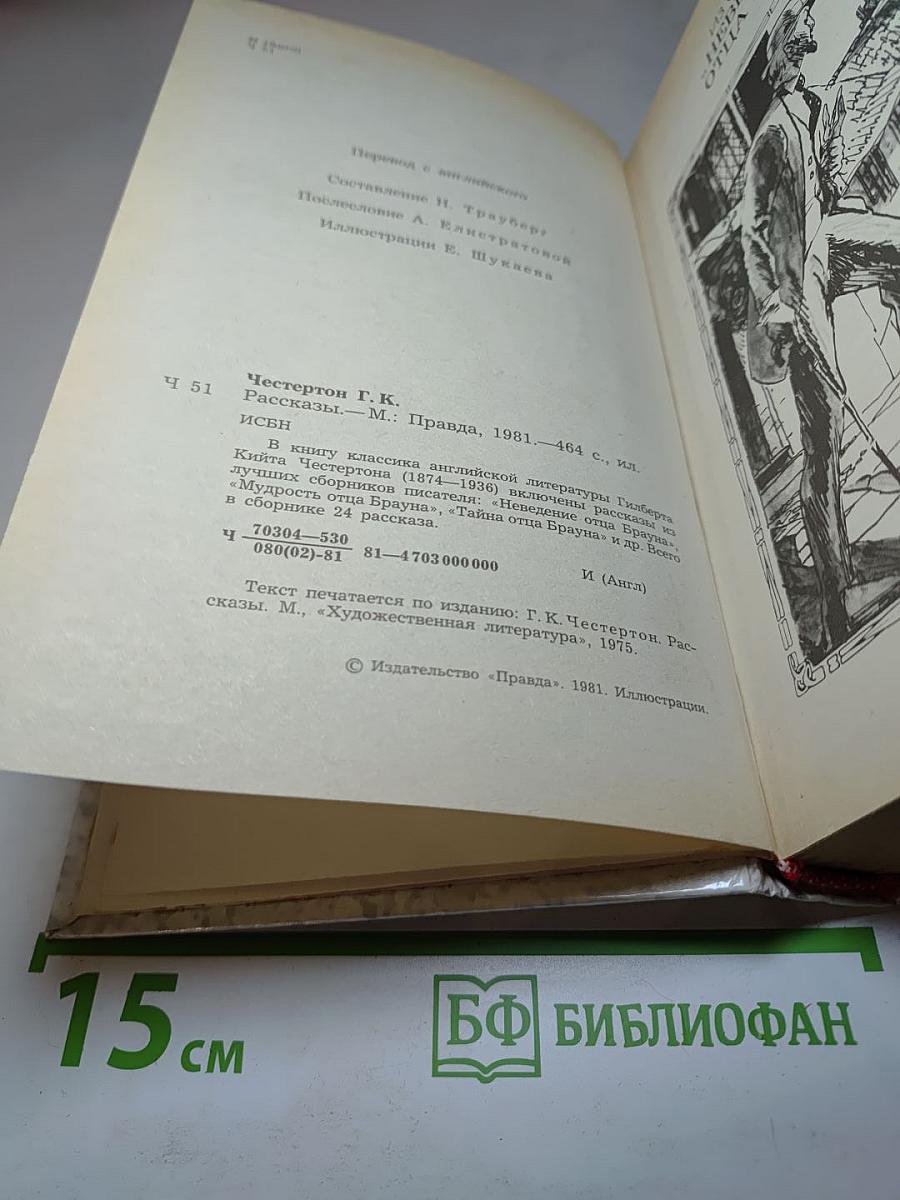 Ч 51
Перевод с английского
Составление Н. Трауберг
Послесловие А. Елистратовой
Иллюстрации Е. Шукаева
Честертон Г. К.
Ч 51
Рассказы.— М.: Правда, 1981.—464 с., ил.
ИСБН
В книгу классика английской литературы Гилберта
Кийта Честертона (1874—1936) включены рассказы из
лучших сборников писателя: «Неведение отца Брауна»,
«Мудрость отца Брауна», «Тайна отца Брауна» и др. Всего
в сборнике 24 рассказа.
Ч 70304—530
080(02)-81
81—4703000000
И (Англ)
Текст печатается по изданию: Г. К. Честертон. Рас-
сказы. М., «Художественная литература», 1975.
© Издательство «Правда». 1981. Иллюстрации.
ОТЦА
15 см
БФ БИБЛИОФАН